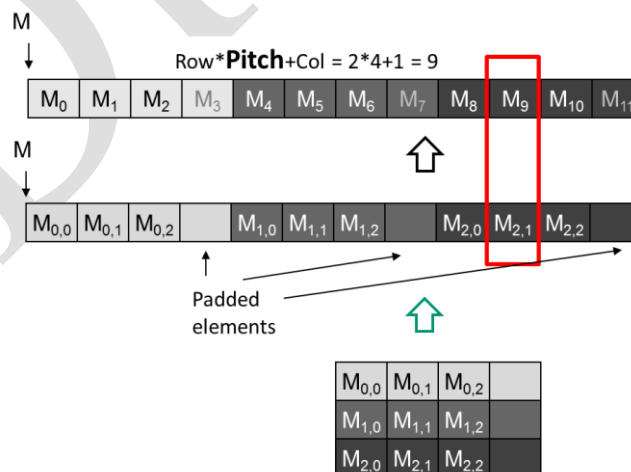 M
Row*Pitch+Col = 2*4+1 = 9
M0 M1 M2 M3 M4 M5 M6 M7 M8 M9 M10 M11
M
M0,0 M0,1 M0,2 M1,0 M1,1 M1,2 M2,0 M2,1 M2,2
Padded
elements
M0,0 M0,1 M0,2
M1,0 M1,1 M1,2
M2,0 M2,1 M2,2